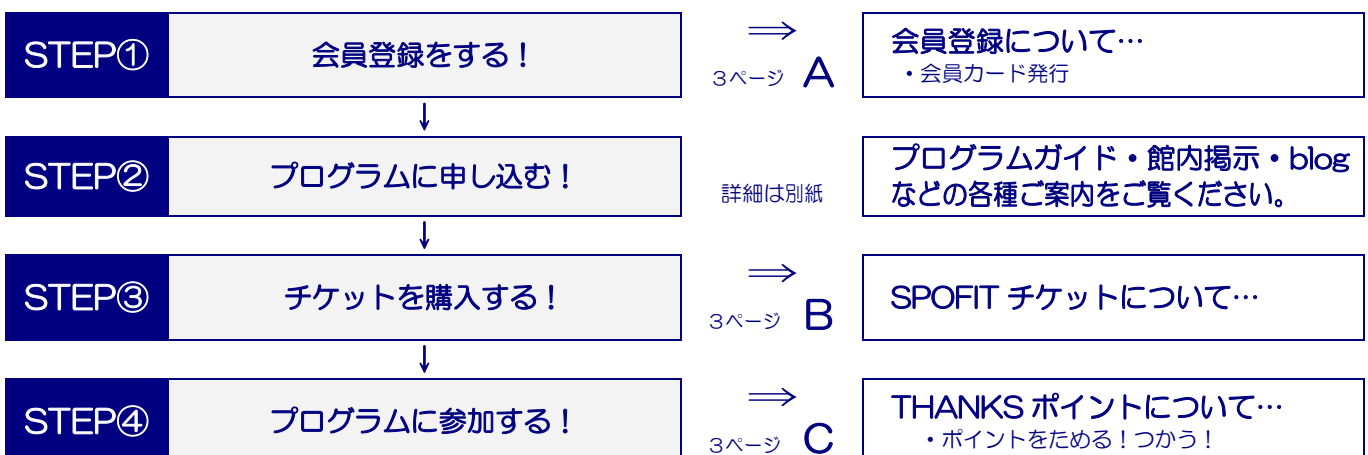 STEP① 会員登録をする！ ⇒ 会員登録について…
3ページ A ・会員カード発行
↓
STEP② プログラムに申し込む！ 詳細は別紙 プログラムガイド・館内掲示・blog
などの各種ご案内をご覧ください。
↓
STEP③ チケットを購入する！ ⇒ SPOFIT チケットについて…
3ページ B
↓
STEP④ プログラムに参加する！ ⇒ THANKS ポイントについて…
3ページ C ・ポイントをためる！つかう！